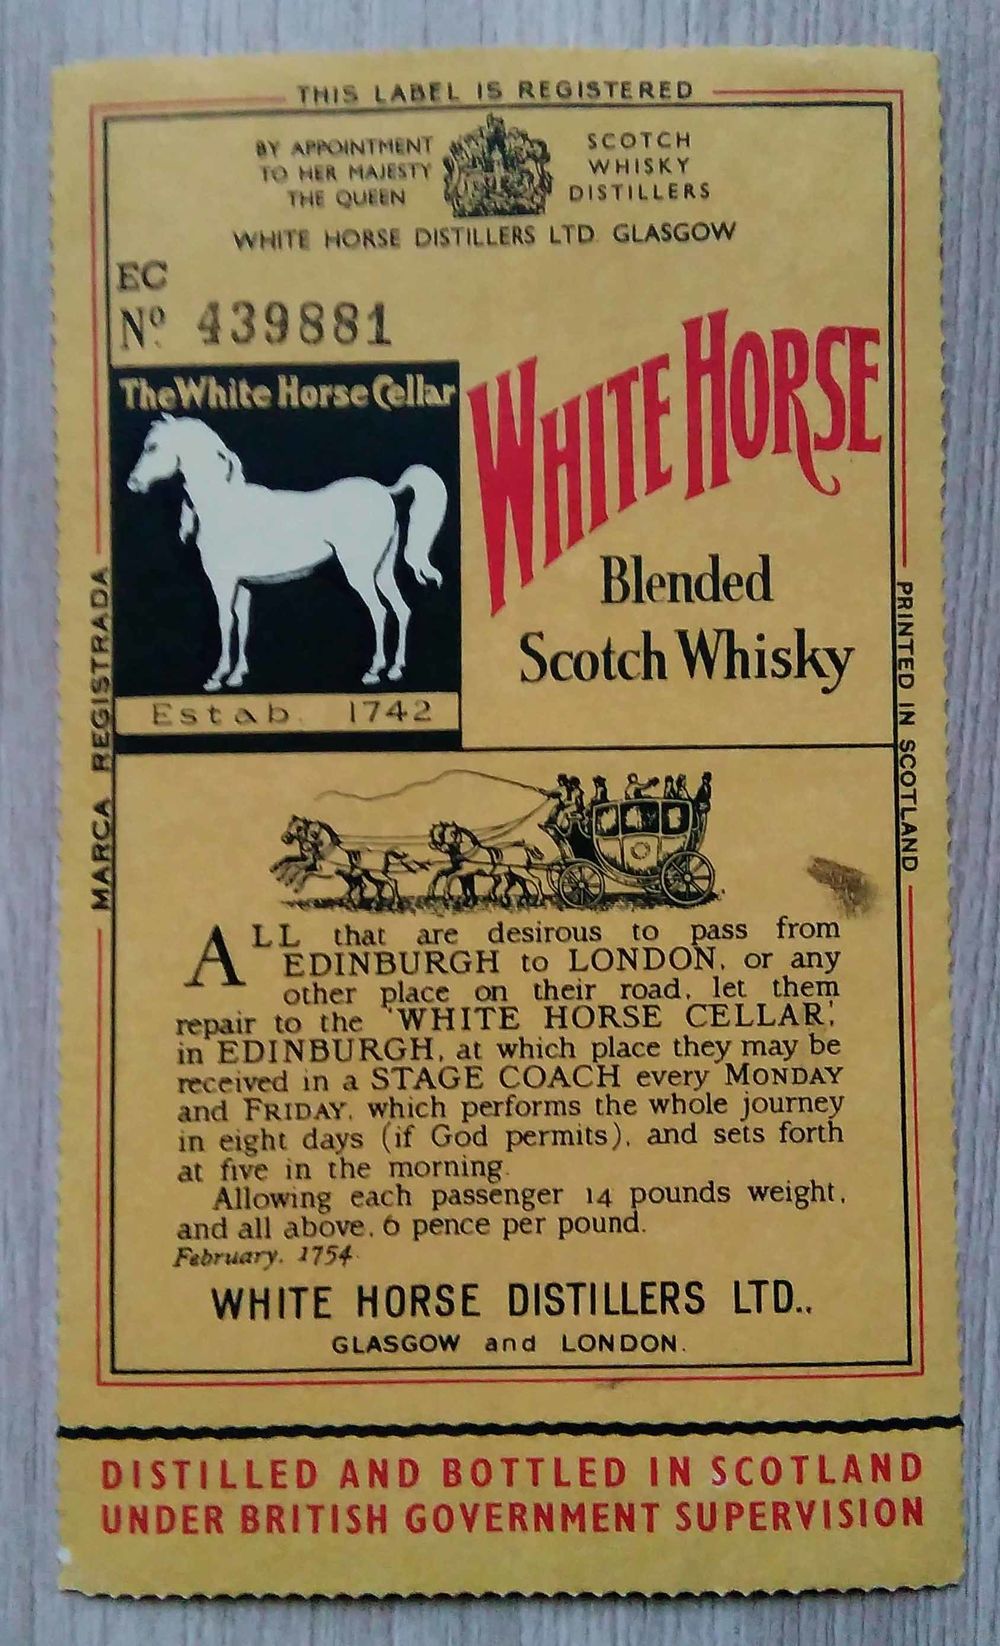 THIS LABEL IS REGISTERED
BY APPOINTMENT
TO HER MAJESTY
THE QUEEN
SCOTCH
WHISKY
DISTILLERS
WHITE HORSE DISTILLERS LTD. GLASGOW
EC
Nº. 439881
The White Horse Cellar
Estab. 1742
WHITE HORSE
Blended
Scotch Whisky
MARCA REGISTRADA
PRINTED IN SCOTLAND
ALL that are desirous to pass from
EDINBURGH to LONDON, or any
other place on their road, let them
repair to the 'WHITE HORSE CELLAR',
in EDINBURGH, at which place they may be
received in a STAGE COACH every MONDAY
and FRIDAY, which performs the whole journey
in eight days (if God permits), and sets forth
at five in the morning.
Allowing each passenger 14 pounds weight,
and all above, 6 pence per pound.
February, 1754.
WHITE HORSE DISTILLERS LTD.,
GLASGOW and LONDON.
DISTILLED AND BOTTLED IN SCOTLAND
UNDER BRITISH GOVERNMENT SUPERVISION